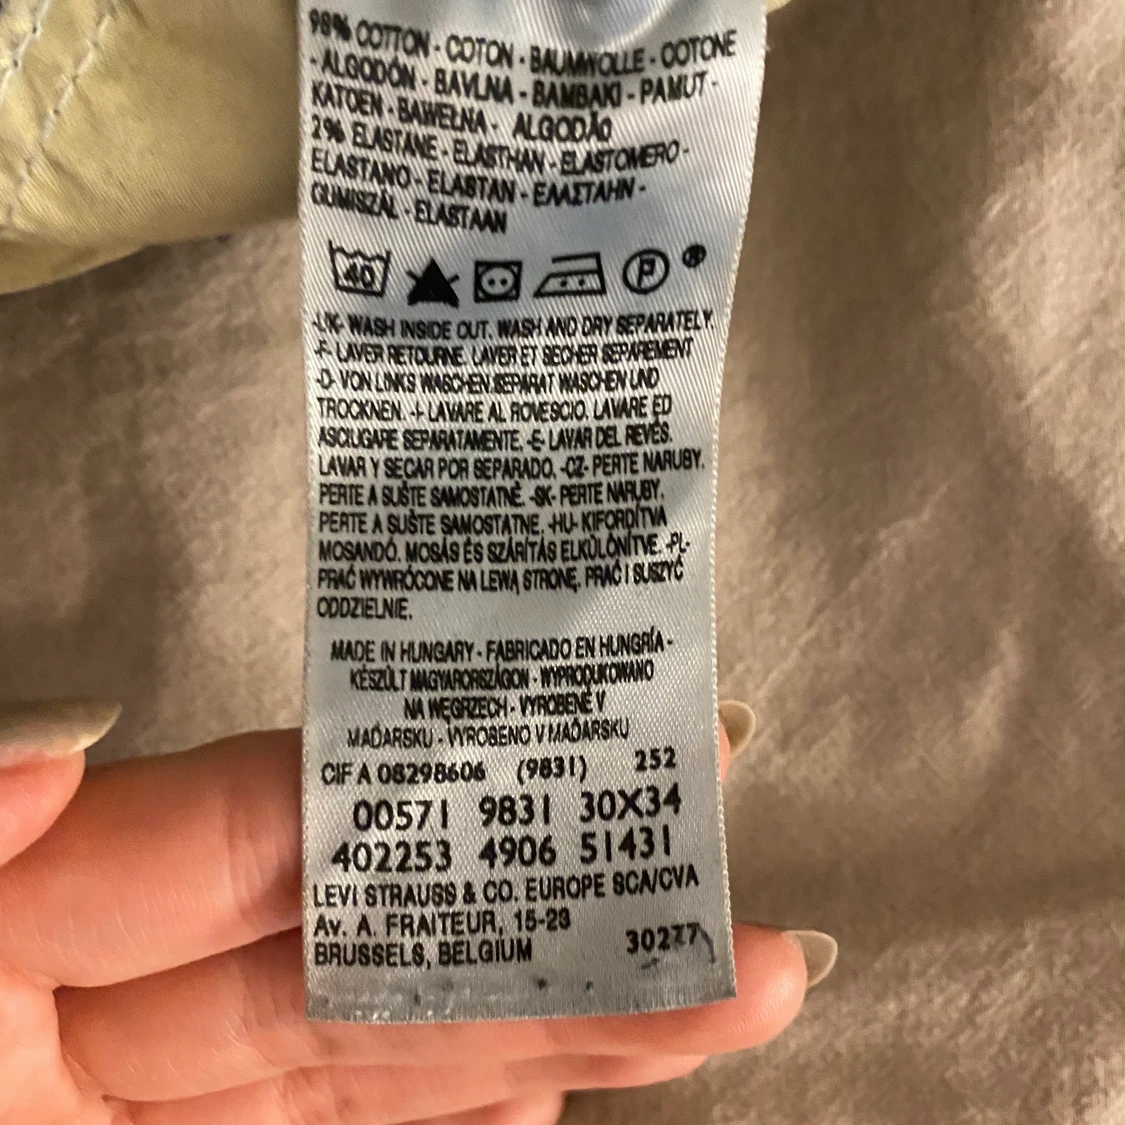 98% COTTON - COTON - BAUMWOLLE - COTONE
- ALGODÓN - BAVLNA - BAMBAKI - PAMUT -
KATOEN - BAWEŁNA - ALGODÃO
2% ELASTANE - ELASTHAN - ELASTOMERO -
ELASTANO - ELASTAN - ΕΛΑΣΤΑΗΝ -
GUMISZÁL - ELASTAAN
40 P ®
-UK- WASH INSIDE OUT. WASH AND DRY SEPARATELY.
-F- LAVER RETOURNE. LAVER ET SECHER SEPAREMENT
-D- VON LINKS WASCHEN.SEPARAT WASCHEN UND
TROCKNEN. -I- LAVARE AL ROVESCIO. LAVARE ED
ASCIUGARE SEPARATAMENTE. -E- LAVAR DEL REVÉS.
LAVAR Y SECAR POR SEPARADO. -CZ- PERTE NARUBY.
PERTE A SUŠTE SAMOSTATNĚ. -SK- PERTE NARUBY.
PERTE A SUŠTE SAMOSTATNE. -HU- KIFORDÍTVA
MOSANDÓ. MOSÁS ÉS SZÁRÍTÁS ELKÜLÖNÍTVE. -PL-
PRAĆ WYWRÓCONE NA LEWĄ STRONĘ. PRAĆ I SUSZYĆ
ODDZIELNIE.
MADE IN HUNGARY - FABRICADO EN HUNGRÍA -
KÉSZÜLT MAGYARORSZÁGON - WYPRODUKOWANO
NA WĘGRZECH - VYROBENÉ V
MAĎARSKU - VYROBENO V MAĎARSKU
CIF A 08298606 (9831) 252
00571 9831 30X34
402253 4906 51431
LEVI STRAUSS & CO. EUROPE SCA/CVA
Av. A. FRAITEUR, 15-23
BRUSSELS, BELGIUM 30277